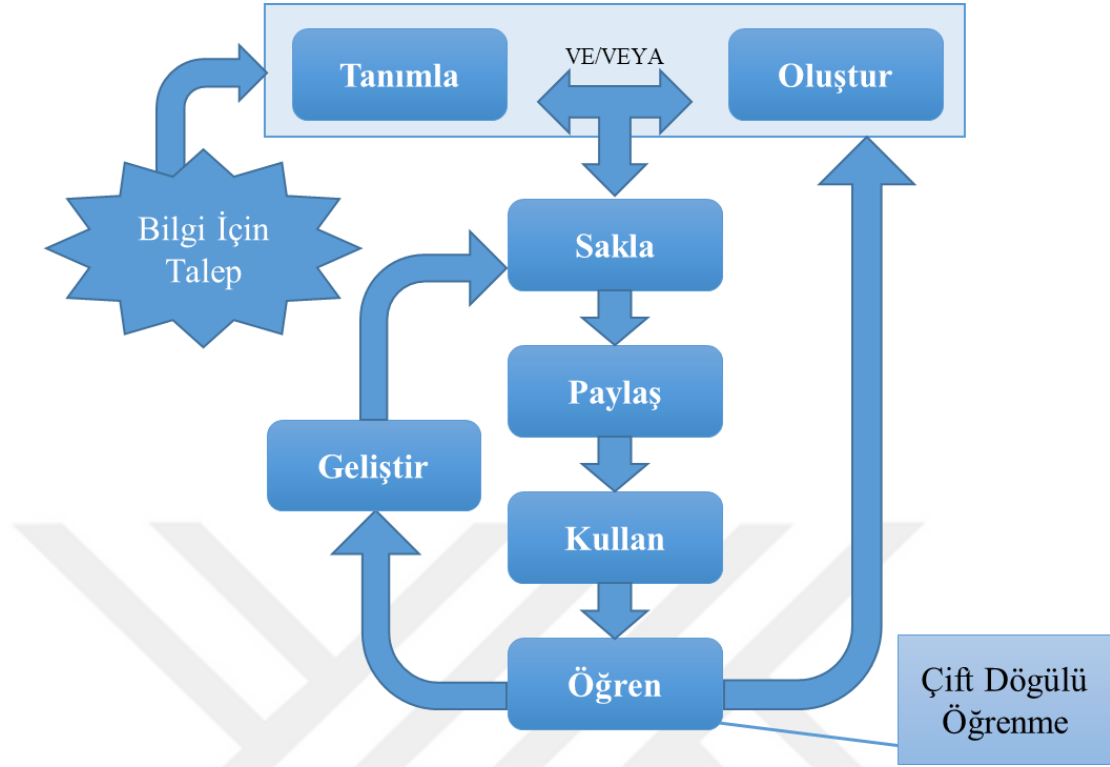 Tanımla
VE/VEYA
Oluştur
Bilgi İçin
Talep
Sakla
Paylaş
Geliştir
Kullan
Öğren
Çift Dögülü
Öğrenme